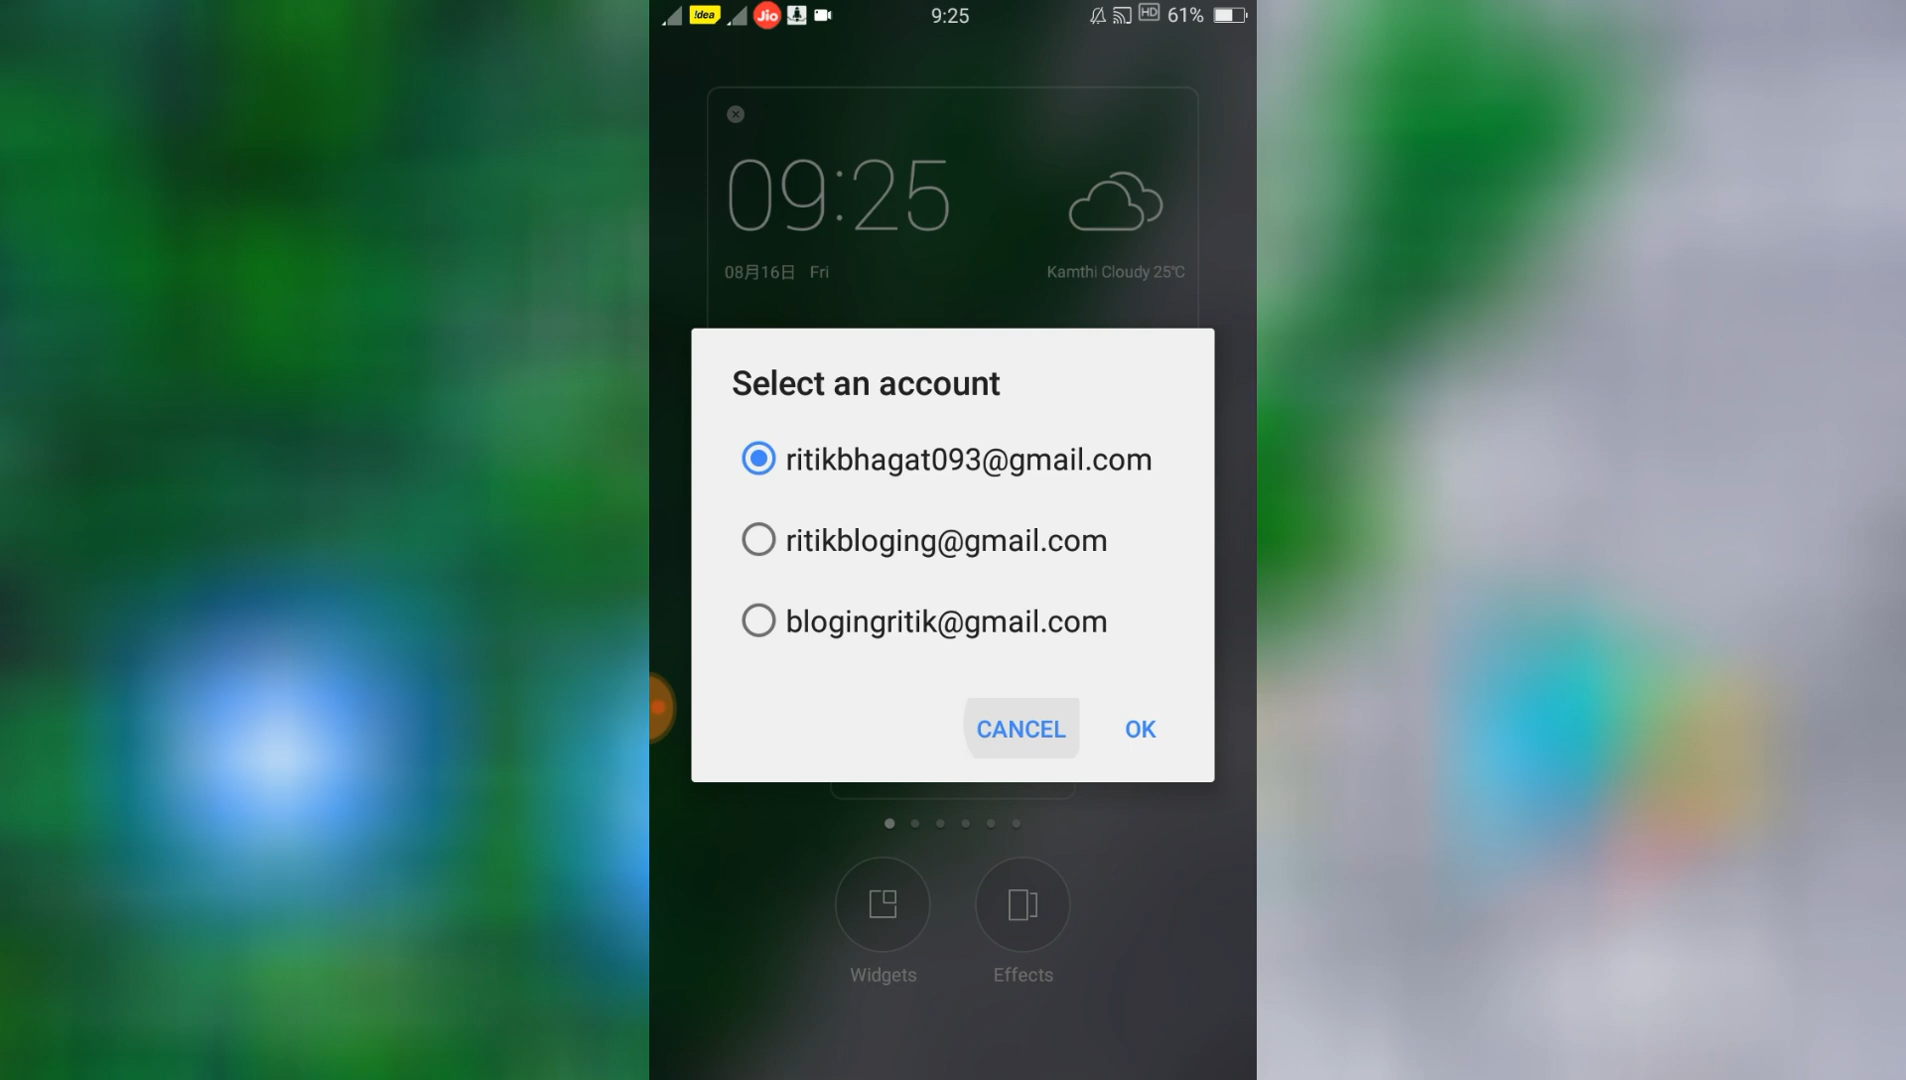 !dea Jio 9:25 HD 61%
09:25
08月16日 Fri Kamthi Cloudy 25℃
Select an account
ritikbhagat093@gmail.com
ritikbloging@gmail.com
blogingritik@gmail.com
CANCEL OK
Widgets Effects